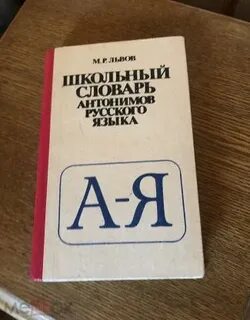 М.Р.ЛЬВОВ
ШКОЛЬНЫЙ
СЛОВАРЬ
АНТОНИМОВ
РУССКОГО
ЯЗЫКА
А-Я